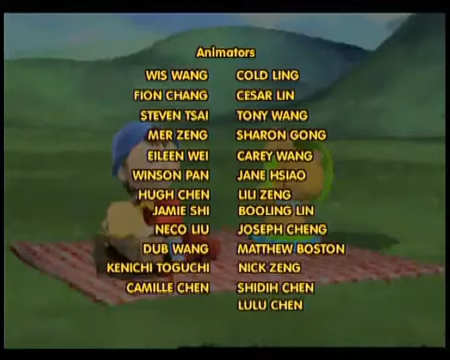 Animators
WIS WANG COLD LING
FION CHANG CESAR LIN
STEVEN TSAI TONY WANG
MER ZENG SHARON GONG
EILEEN WEI CAREY WANG
WINSON PAN JANE HSIAO
HUGH CHEN LILI ZENG
JAMIE SHI BOOLING LIN
NECO LIU JOSEPH CHENG
DUB WANG MATTHEW BOSTON
KENICHI TOGUCHI NICK ZENG
CAMILLE CHEN SHIDIH CHEN
LULU CHEN